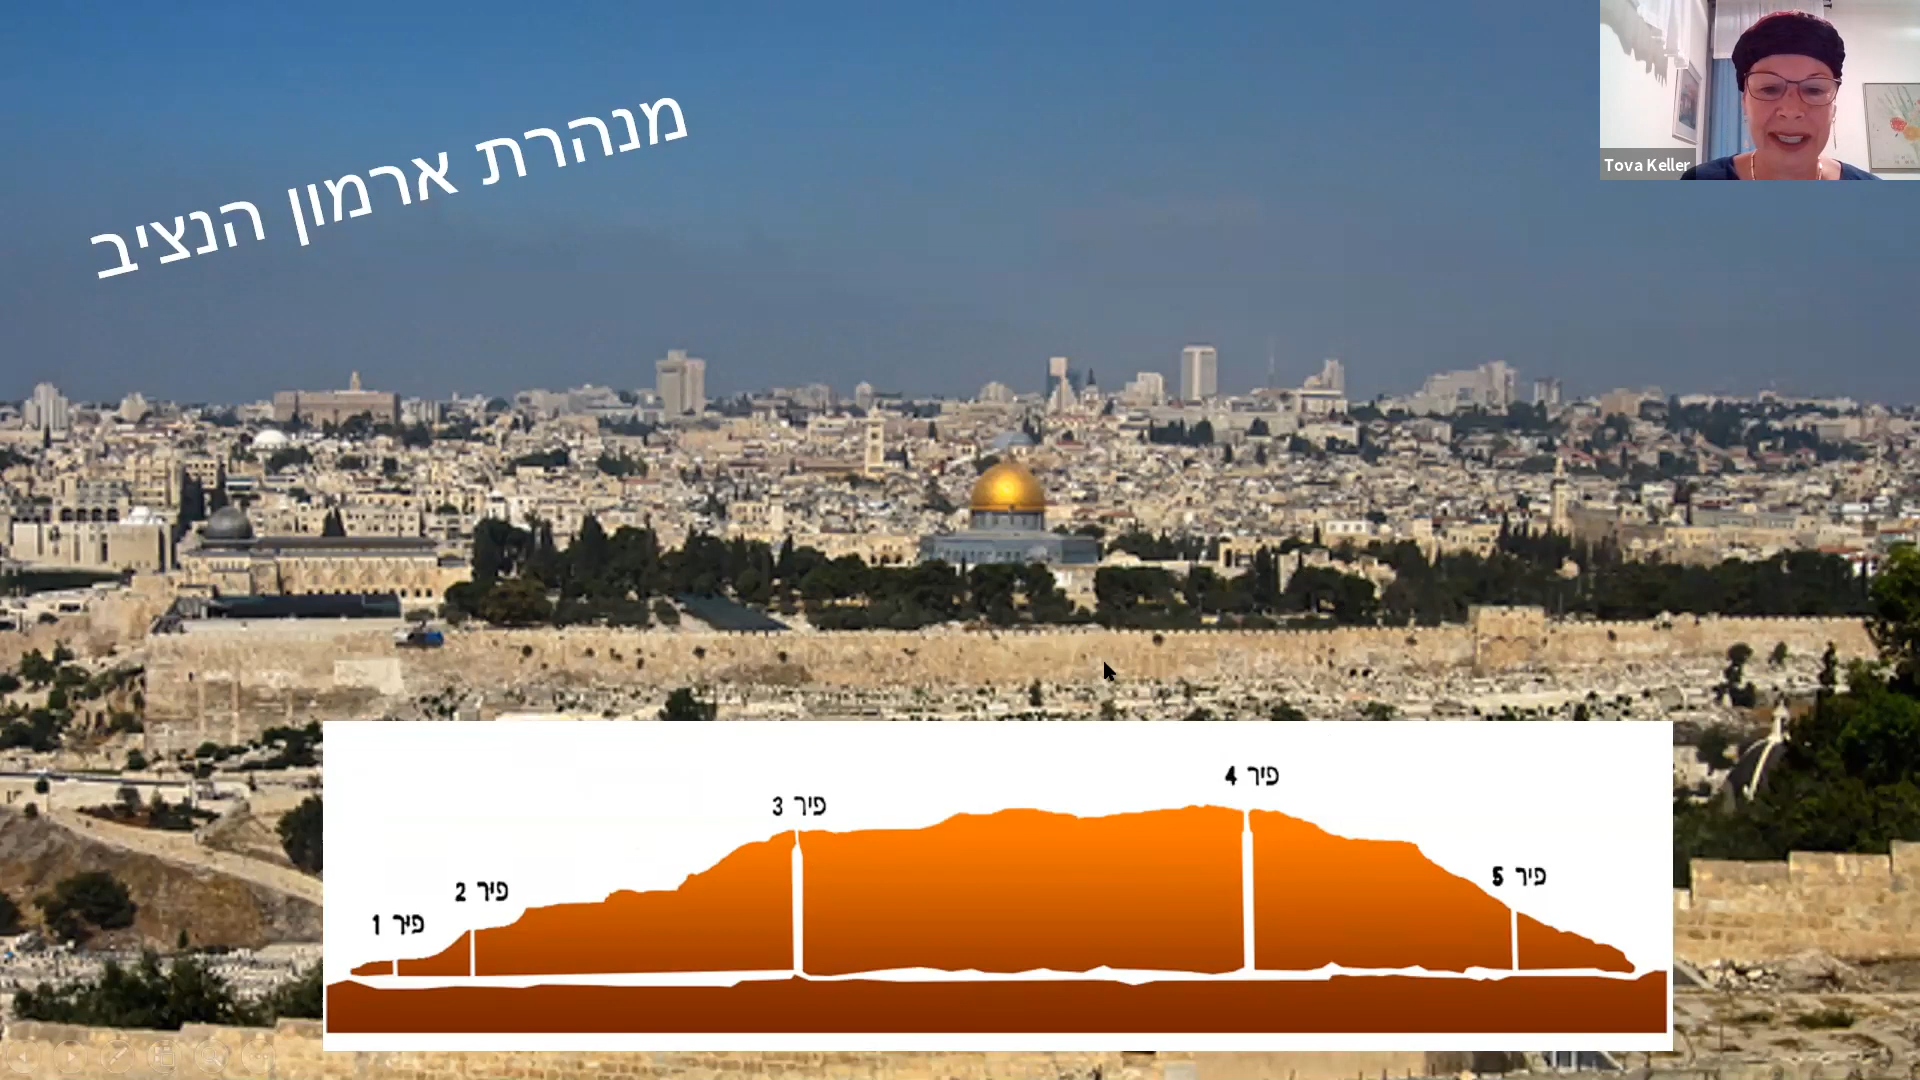 מנהרת ארמון הנציב
Tova Keller
פיר 4
פיר 3
פיר 5
פיר 2
פיר 1